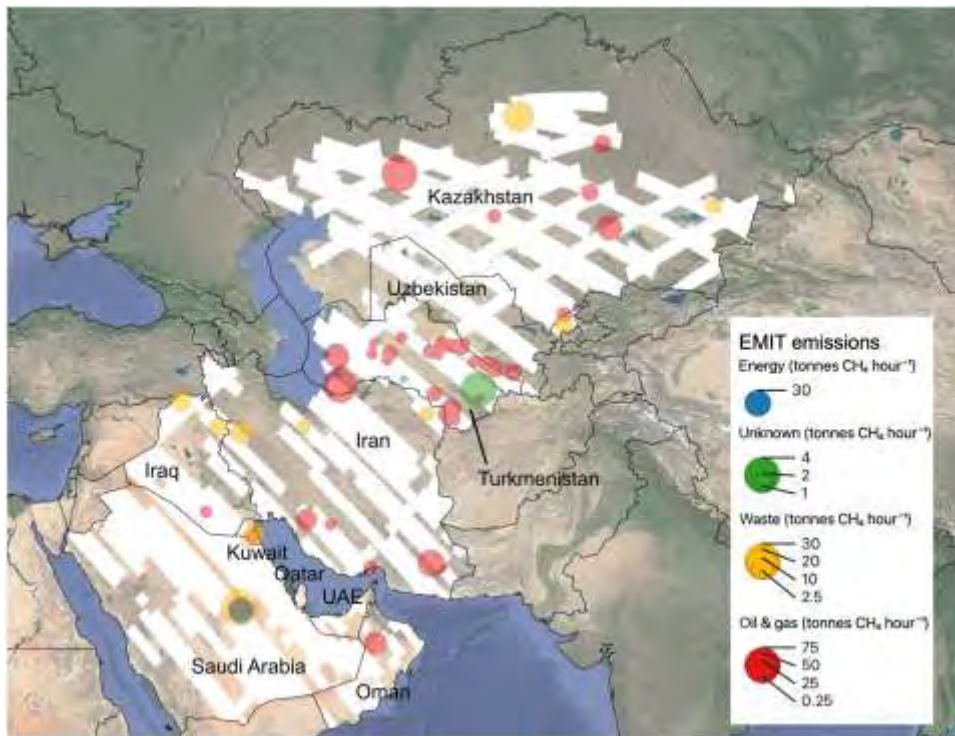 Kazakhstan
Uzbekistan
Iran
Iraq
Turkmenistan
Kuwait
Qatar
UAE
Saudi Arabia
Oman
EMIT emissions
Energy (tonnes CH₄ hour⁻¹)
30
Unknown (tonnes CH₄ hour⁻¹)
4
2
1
Waste (tonnes CH₄ hour⁻¹)
30
20
10
2.5
Oil & gas (tonnes CH₄ hour⁻¹)
75
50
25
0.25